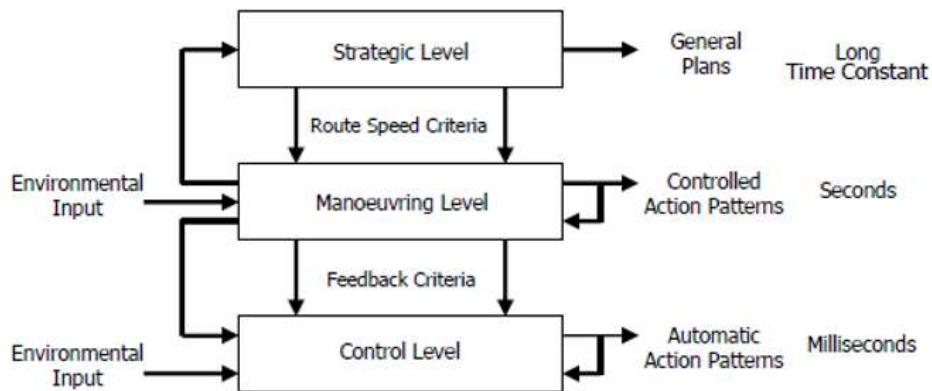 Strategic Level
General
Plans
Long
Time Constant
Route Speed Criteria
Environmental
Input
Manoeuvring Level
Controlled
Action Patterns
Seconds
Feedback Criteria
Environmental
Input
Control Level
Automatic
Action Patterns
Milliseconds